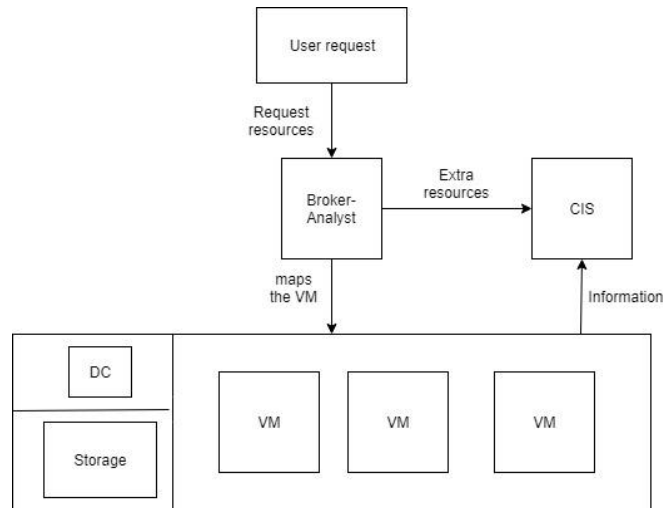 User request
Request
resources
Broker-
Analyst
Extra
resources
CIS
maps
the VM
Information
DC
VM
VM
VM
Storage